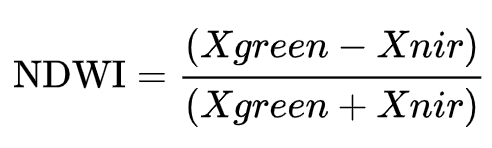 NDWI = (Xgreen − Xnir) / (Xgreen + Xnir)